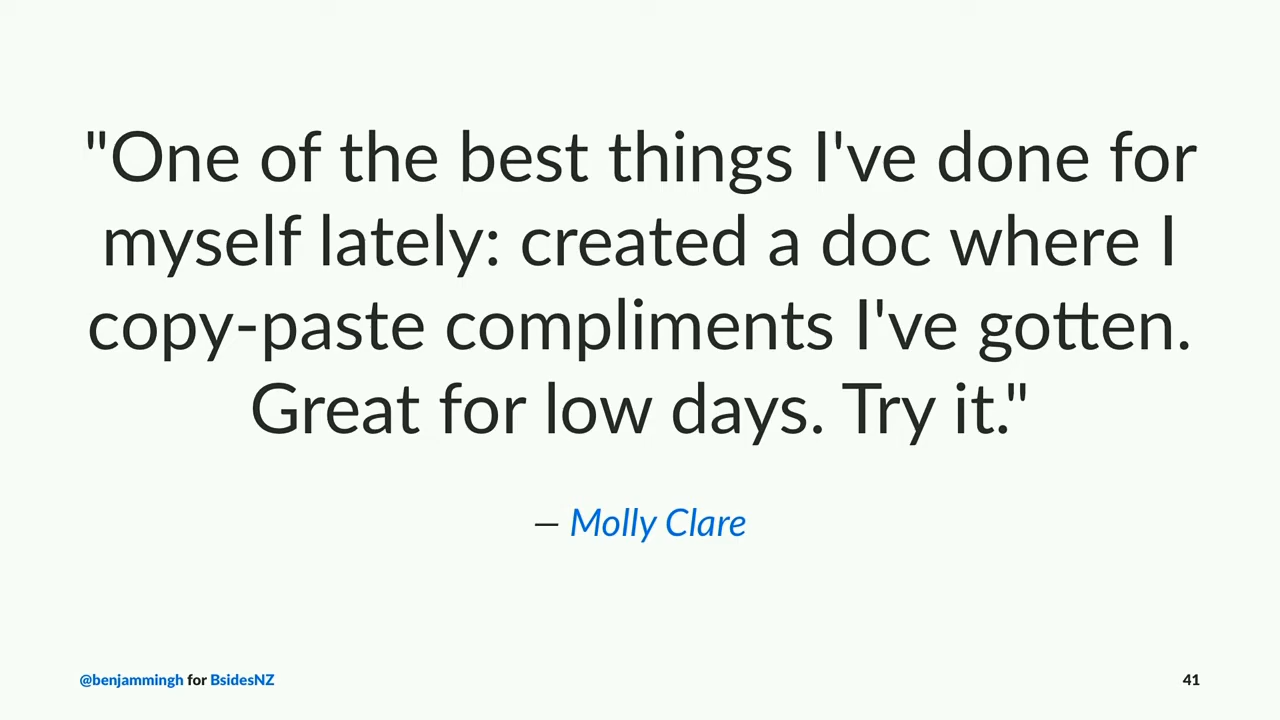 "One of the best things I've done for
myself lately: created a doc where I
copy-paste compliments I've gotten.
Great for low days. Try it."
— Molly Clare
@benjammingh for BsidesNZ
41